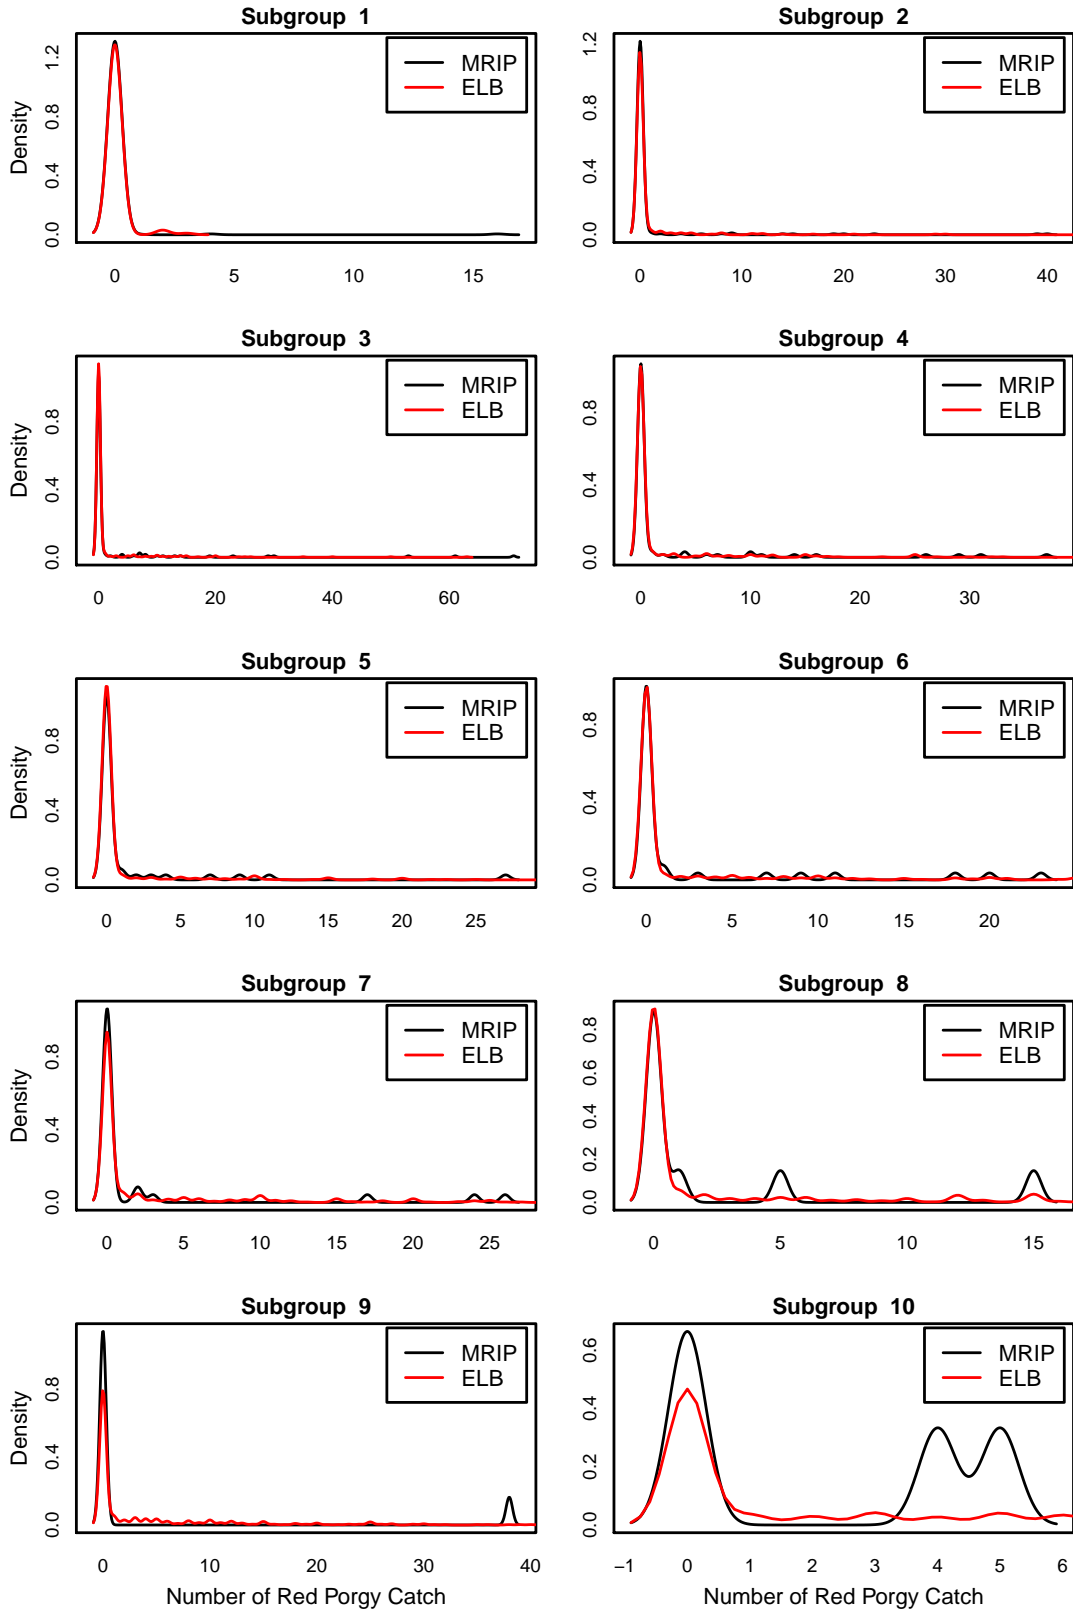 Subgroup 1
Density
0.0 0.4 0.8 1.2
0 5 10 15
MRIP
ELB
Subgroup 2
0.0 0.4 0.8 1.2
0 10 20 30 40
MRIP
ELB
Subgroup 3
Density
0.0 0.4 0.8
0 20 40 60
MRIP
ELB
Subgroup 4
0.0 0.4 0.8
0 10 20 30
MRIP
ELB
Subgroup 5
Density
0.0 0.4 0.8
0 5 10 15 20 25
MRIP
ELB
Subgroup 6
0.0 0.4 0.8
0 5 10 15 20
MRIP
ELB
Subgroup 7
Density
0.0 0.4 0.8
0 5 10 15 20 25
MRIP
ELB
Subgroup 8
0.0 0.2 0.4 0.6 0.8
0 5 10 15
MRIP
ELB
Subgroup 9
Density
0.0 0.4 0.8
0 10 20 30 40
MRIP
ELB
Number of Red Porgy Catch
Subgroup 10
0.0 0.2 0.4 0.6
−1 0 1 2 3 4 5 6
MRIP
ELB
Number of Red Porgy Catch